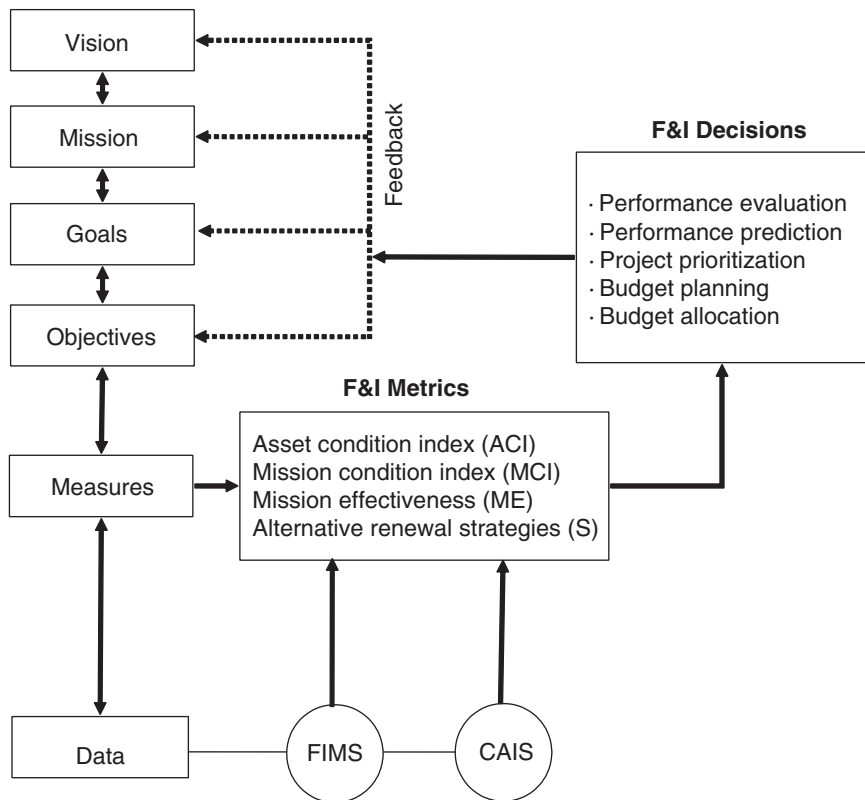 Vision
Mission
Goals
Objectives
Measures
Data
Feedback
F&I Decisions
· Performance evaluation
· Performance prediction
· Project prioritization
· Budget planning
· Budget allocation
F&I Metrics
Asset condition index (ACI)
Mission condition index (MCI)
Mission effectiveness (ME)
Alternative renewal strategies (S)
FIMS
CAIS